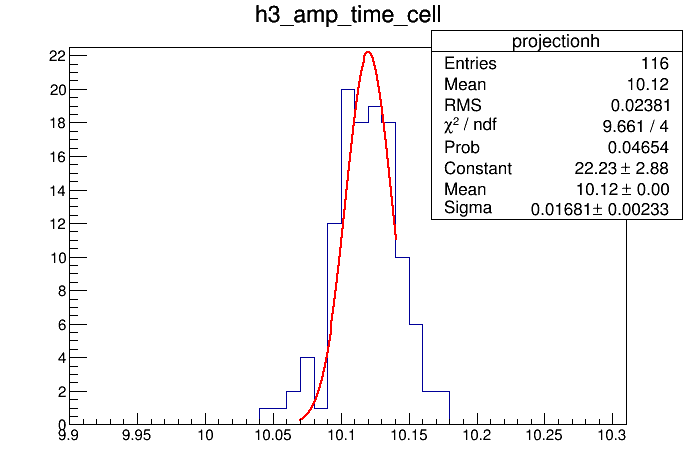 h3_amp_time_cell
projectionh
Entries 116
Mean 10.12
RMS 0.02381
χ² / ndf 9.661 / 4
Prob 0.04654
Constant 22.23 ± 2.88
Mean 10.12 ± 0.00
Sigma 0.01681 ± 0.00233
22
20
18
16
14
12
10
8
6
4
2
0
9.9 9.95 10 10.05 10.1 10.15 10.2 10.25 10.3